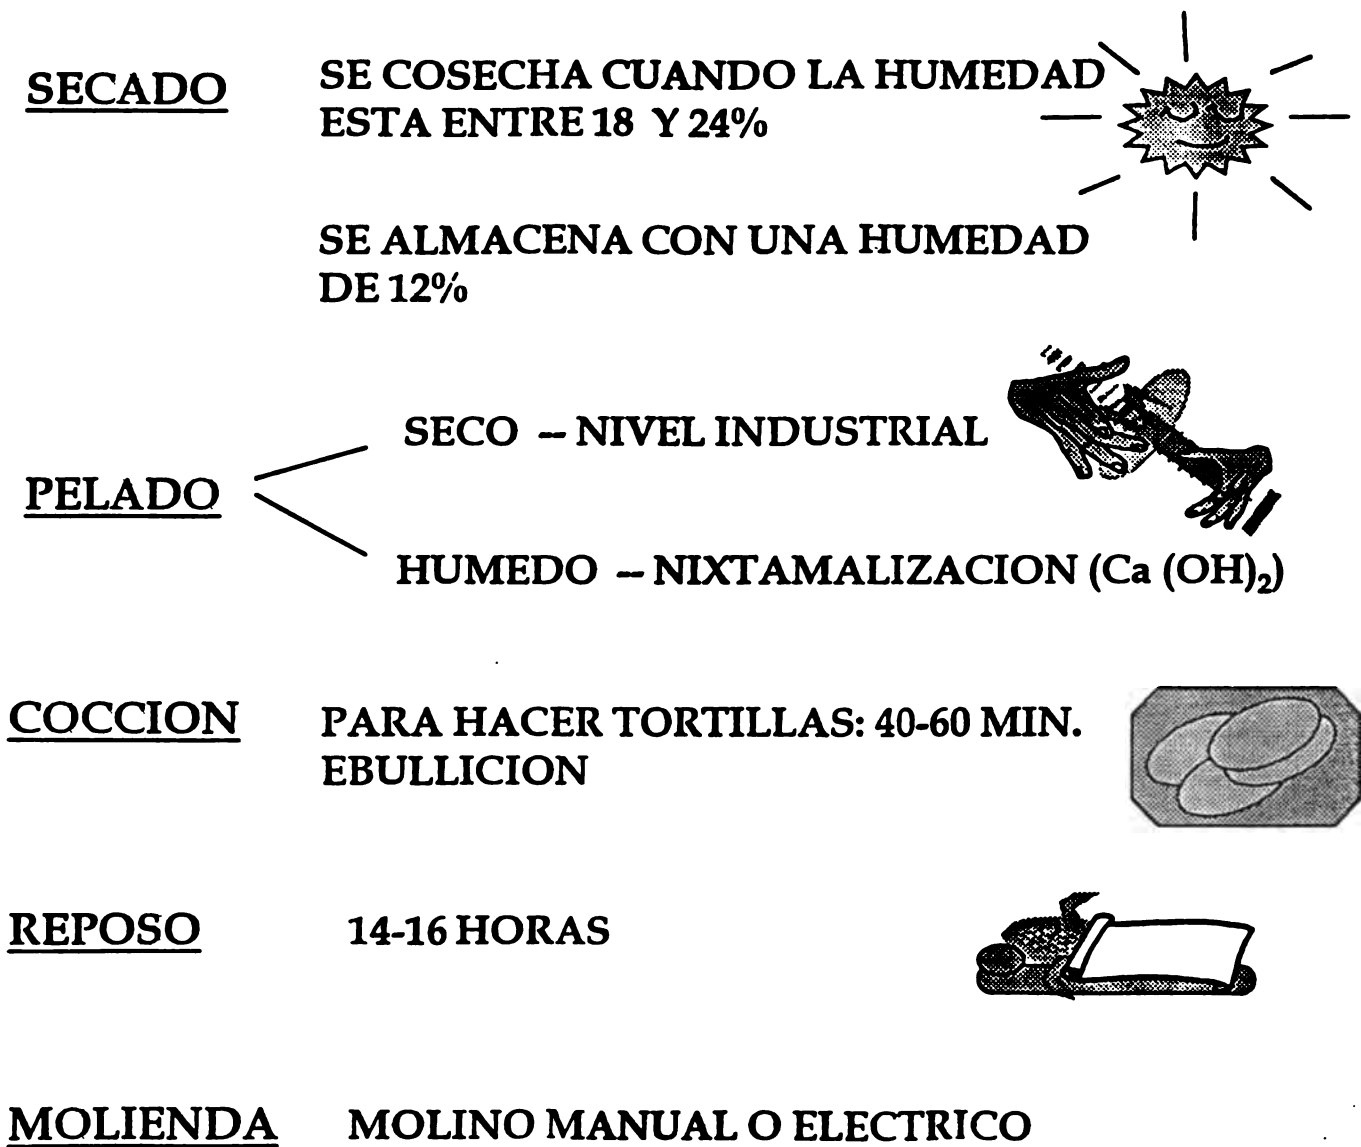 SECADO
SE COSECHA CUANDO LA HUMEDAD
ESTA ENTRE 18 Y 24%
SE ALMACENA CON UNA HUMEDAD
DE 12%
PELADO
SECO -- NIVEL INDUSTRIAL
HUMEDO -- NIXTAMALIZACION (Ca (OH)₂)
COCCION
PARA HACER TORTILLAS: 40-60 MIN.
EBULLICION
REPOSO
14-16 HORAS
MOLIENDA
MOLINO MANUAL O ELECTRICO